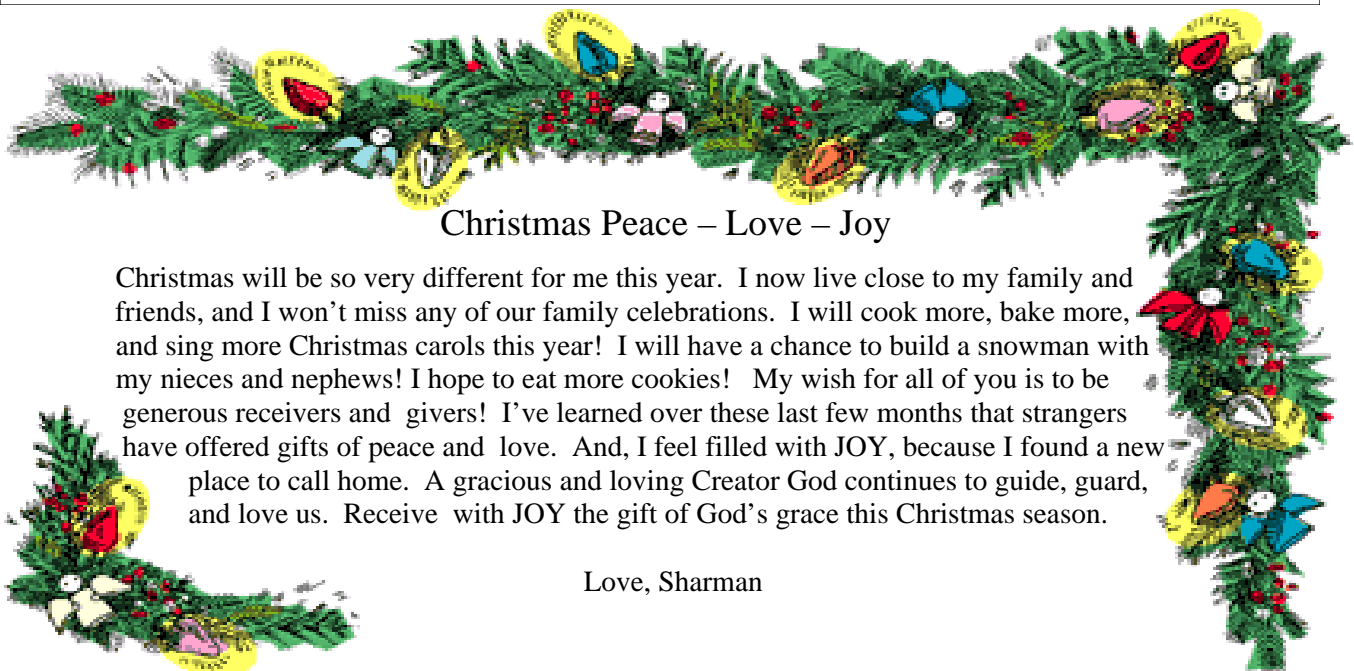 Christmas Peace – Love – Joy
Christmas will be so very different for me this year.  I now live close to my family and
friends, and I won’t miss any of our family celebrations.  I will cook more, bake more,
and sing more Christmas carols this year!  I will have a chance to build a snowman with
my nieces and nephews! I hope to eat more cookies!   My wish for all of you is to be
generous receivers and  givers!  I’ve learned over these last few months that strangers
have offered gifts of peace and  love.  And, I feel filled with JOY, because I found a new
place to call home.  A gracious and loving Creator God continues to guide, guard,
and love us.  Receive  with JOY the gift of God’s grace this Christmas season.
Love, Sharman